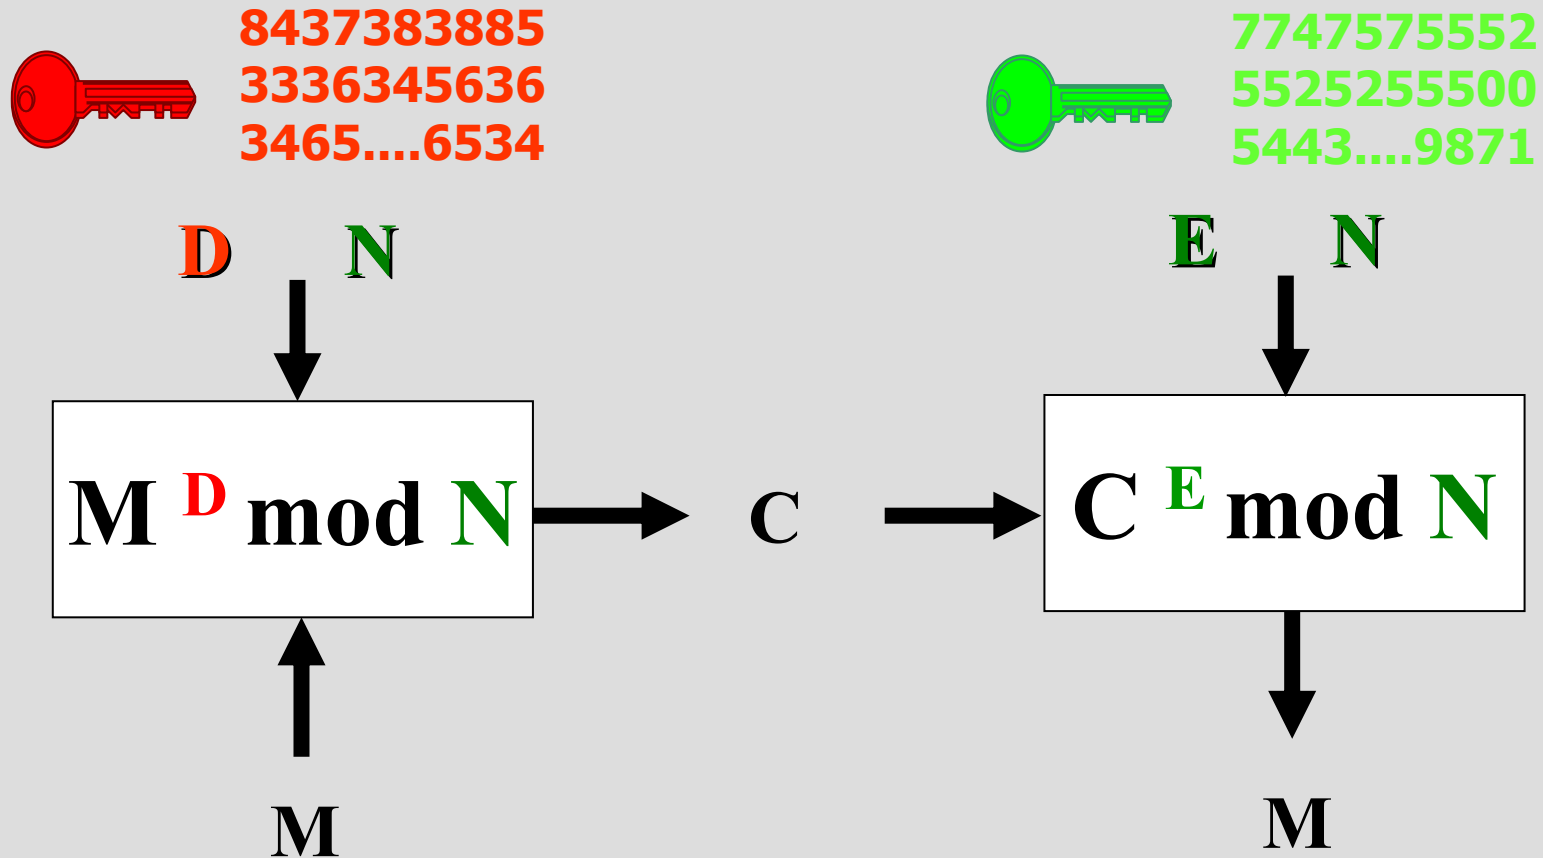 8437383885
3336345636
3465....6534
7747575552
5525255500
5443....9871
D N
E N
M D mod N
C
C E mod N
M
M